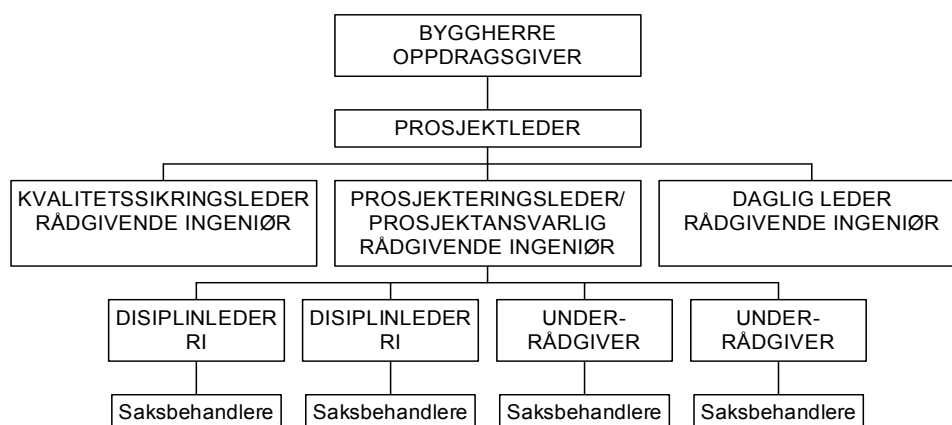 BYGGHERRE
OPPDRAGSGIVER
PROSJEKTLEDER
KVALITETSSIKRINGSLEDER
RÅDGIVENDE INGENIØR
PROSJEKTERINGSLEDER/
PROSJEKTANSVARLIG
RÅDGIVENDE INGENIØR
DAGLIG LEDER
RÅDGIVENDE INGENIØR
DISIPLINLEDER
RI
DISIPLINLEDER
RI
UNDER-
RÅDGIVER
UNDER-
RÅDGIVER
Saksbehandlere
Saksbehandlere
Saksbehandlere
Saksbehandlere